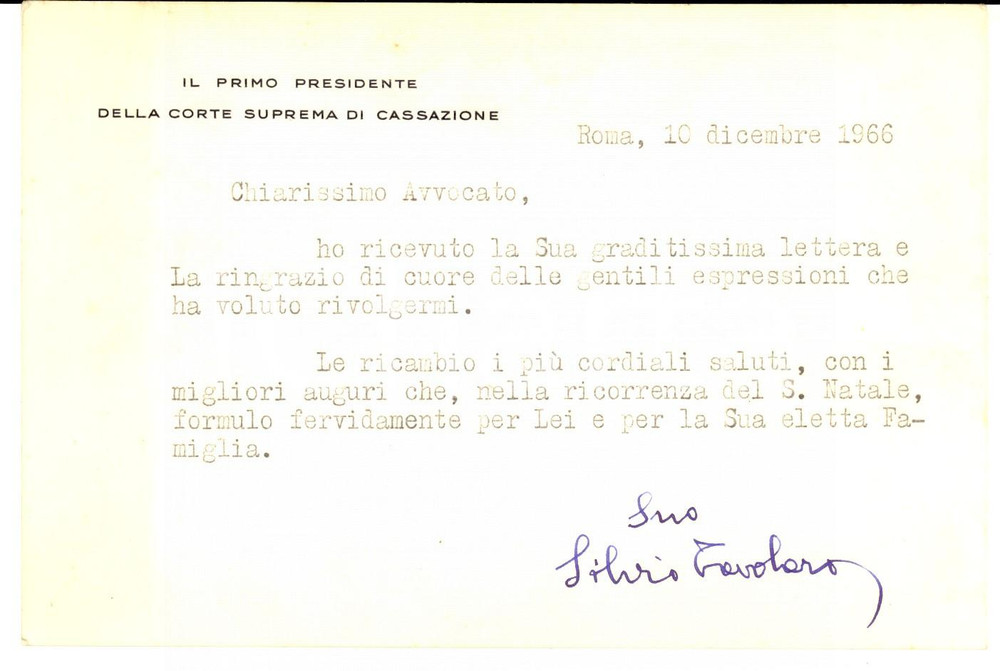 IL PRIMO PRESIDENTE
DELLA CORTE SUPREMA DI CASSAZIONE
Roma, 10 dicembre 1966
Chiarissimo Avvocato,
ho ricevuto la Sua graditissima lettera e
La ringrazio di cuore delle gentili espressioni che
ha voluto rivolgermi.
Le ricambio i più cordiali saluti, con i
migliori auguri che, nella ricorrenza del S. Natale,
formulo fervidamente per Lei e per la Sua eletta Fa-
miglia.
Suo
Silvio Tavolaro